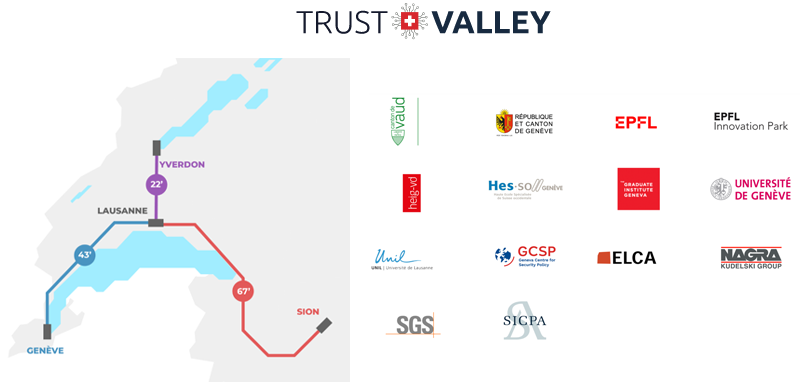 TRUST VALLEY
YVERDON
22'
LAUSANNE
43'
67'
SION
GENÈVE
canton de
vaud
RÉPUBLIQUE
ET CANTON
DE GENÈVE
EPFL
EPFL
Innovation Park
heig-vd
Hes·so GENÈVE
THE
GRADUATE
INSTITUTE
GENEVA
UNIVERSITÉ
DE GENÈVE
Unil
UNIL | Université de Lausanne
GCSP
Geneva Centre for
Security Policy
ELCA
NAGRA
KUDELSKI GROUP
SGS
SICPA